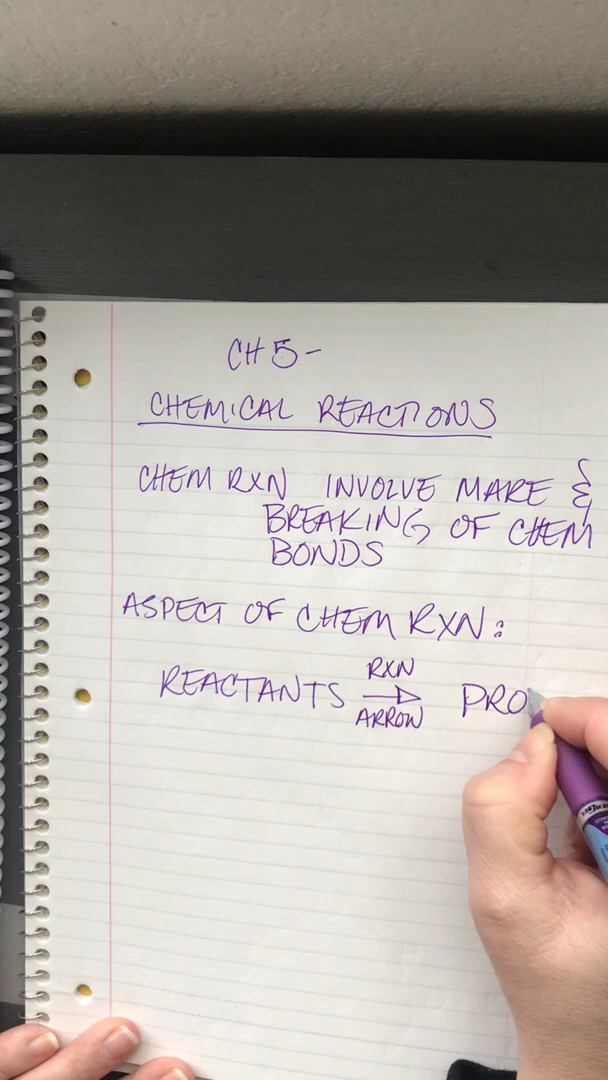 CH 5-
CHEMICAL REACTIONS
CHEM RXN INVOLVE MAKE &
BREAKING OF CHEM
BONDS
ASPECT OF CHEM RXN:
REACTANTS RXN ARROW → PRO